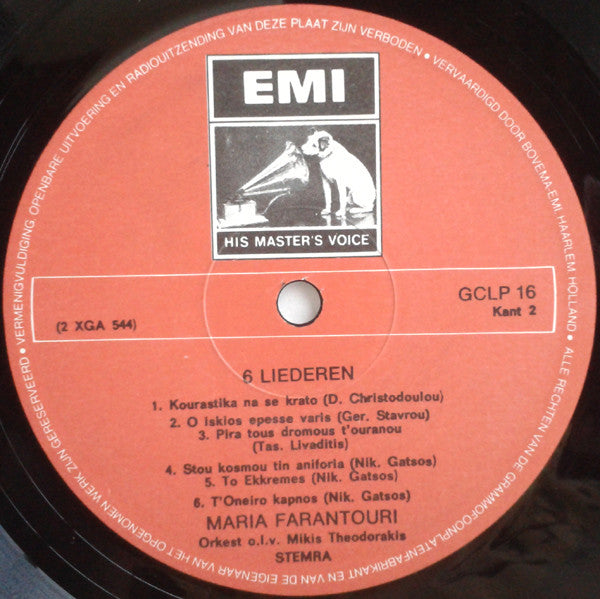 EMI
HIS MASTER'S VOICE
GCLP 16
Kant 2
(2 XGA 544)
6 LIEDEREN
1. Kourastika na se krato (D. Christodoulou)
2. O iskios epesse varis (Ger. Stavrou)
3. Pira tous dromous t'ouranou
(Tas. Livaditis)
4. Stou kosmou tin aniforia (Nik. Gatsos)
5. To Ekkremes (Nik. Gatsos)
6. T'Oneiro kapnos (Nik. Gatsos)
MARIA FARANTOURI
Orkest o.l.v. Mikis Theodorakis
STEMRA
VERVAARDIGD DOOR BOVEMA-EMI, HAARLEM, HOLLAND • ALLE RECHTEN VAN DE GRAMMOFOONPLATENFABRIKANT EN VAN DE EIGENAAR VAN HET OPGENOMEN WERK ZIJN GERESERVEERD • VERMENIGVULDIGING, OPENBARE UITVOERING EN RADIOUITZENDING VAN DEZE PLAAT ZIJN VERBODEN •